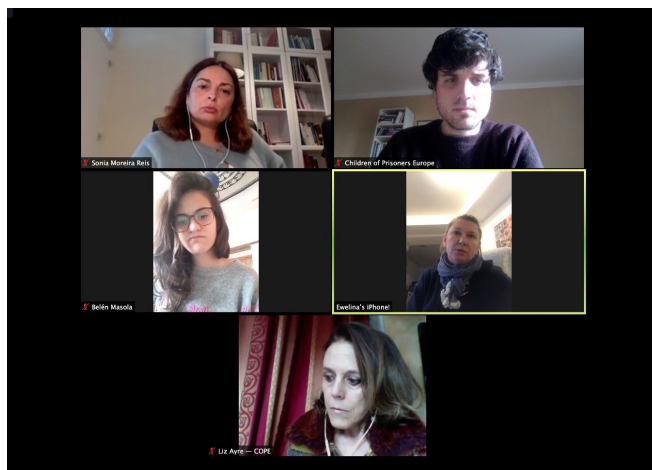 Sonia Moreira Reis
Children of Prisoners Europe
Belén Masola
Ewelina's iPhone!
Liz Ayre — COPE